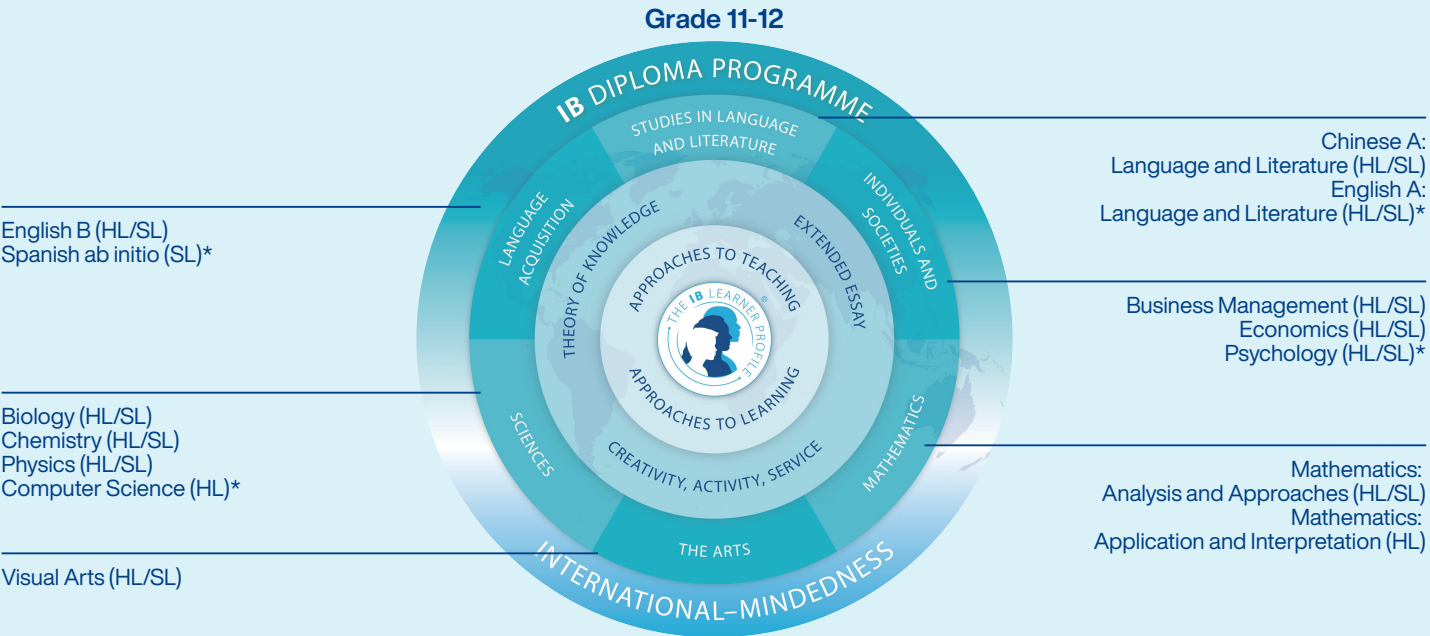 Grade 11-12
IB DIPLOMA PROGRAMME
STUDIES IN LANGUAGE
AND LITERATURE
Chinese A:
Language and Literature (HL/SL)
English A:
Language and Literature (HL/SL)*
LANGUAGE
ACQUISITION
English B (HL/SL)
Spanish ab initio (SL)*
INDIVIDUALS AND
SOCIETIES
Business Management (HL/SL)
Economics (HL/SL)
Psychology (HL/SL)*
THEORY OF KNOWLEDGE
EXTENDED ESSAY
APPROACHES TO TEACHING
THE IB LEARNER PROFILE
®
APPROACHES TO LEARNING
CREATIVITY, ACTIVITY, SERVICE
SCIENCES
Biology (HL/SL)
Chemistry (HL/SL)
Physics (HL/SL)
Computer Science (HL)*
MATHEMATICS
Mathematics:
Analysis and Approaches (HL/SL)
Mathematics:
Application and Interpretation (HL)
THE ARTS
Visual Arts (HL/SL)
INTERNATIONAL–MINDEDNESS